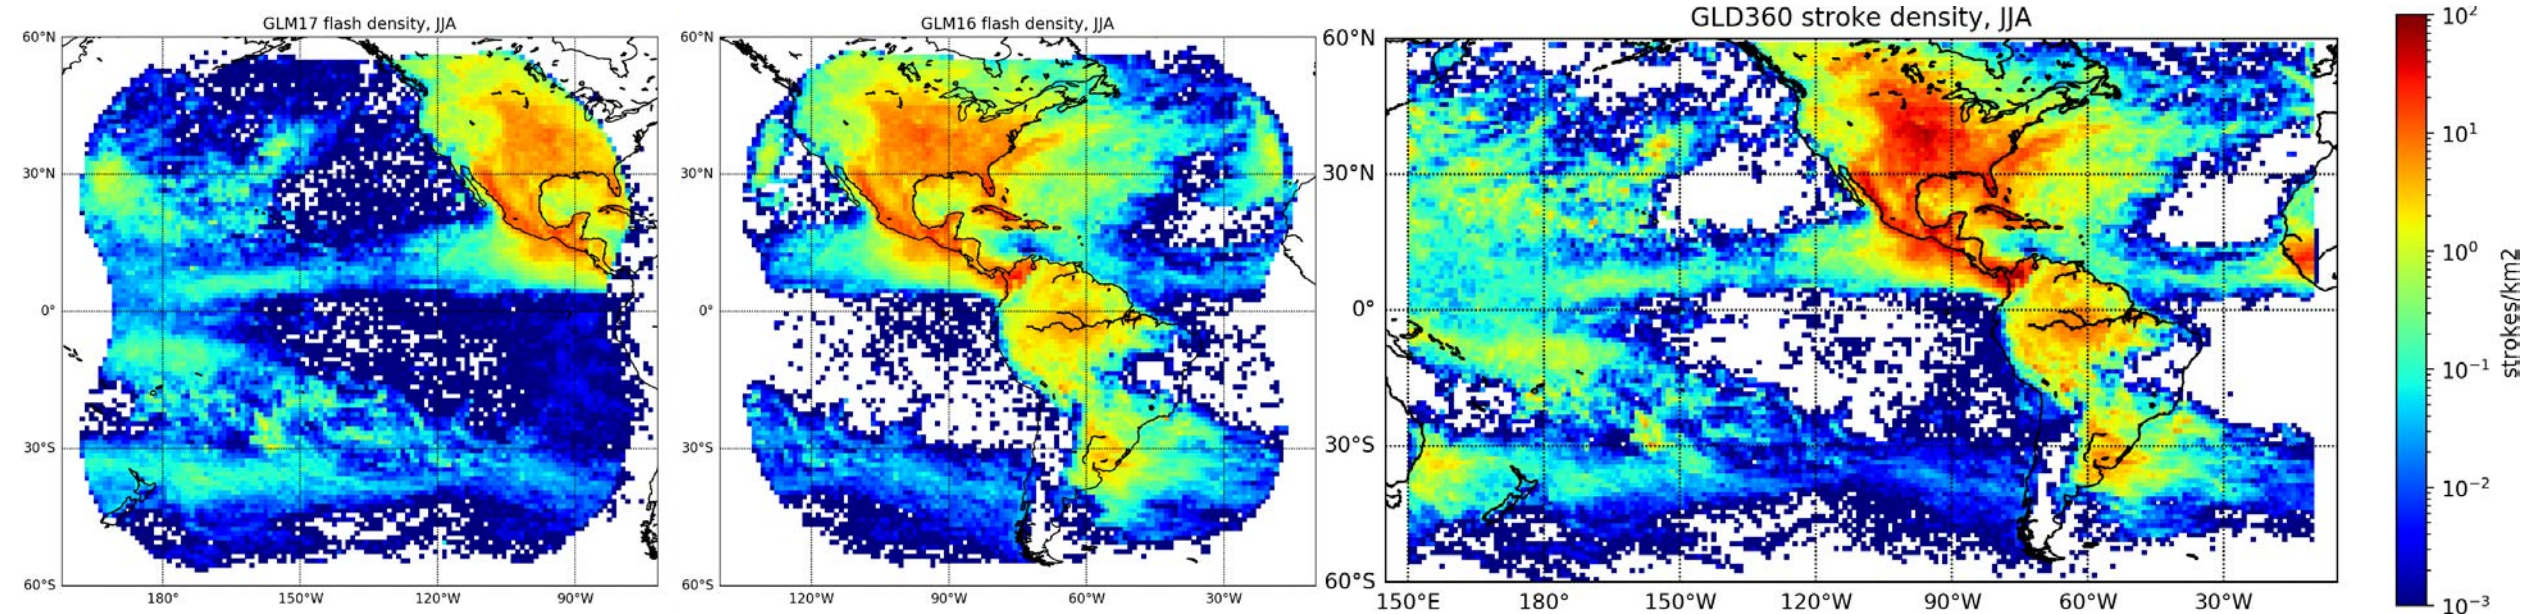 GLM17 flash density, JJA
60°N
30°N
0°
30°S
60°S
180°
150°W
120°W
90°W
GLM16 flash density, JJA
60°N
30°N
0°
30°S
60°S
120°W
90°W
60°W
30°W
GLD360 stroke density, JJA
60°N
30°N
0°
30°S
60°S
150°E
180°
150°W
120°W
90°W
60°W
30°W
10²
10¹
10⁰
10⁻¹
10⁻²
10⁻³
strokes/km2